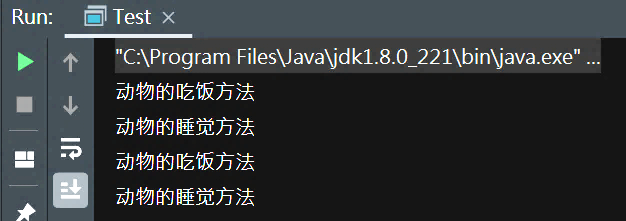 Run: Test ×
"C:\Program Files\Java\jdk1.8.0_221\bin\java.exe" ...
动物的吃饭方法
动物的睡觉方法
动物的吃饭方法
动物的睡觉方法